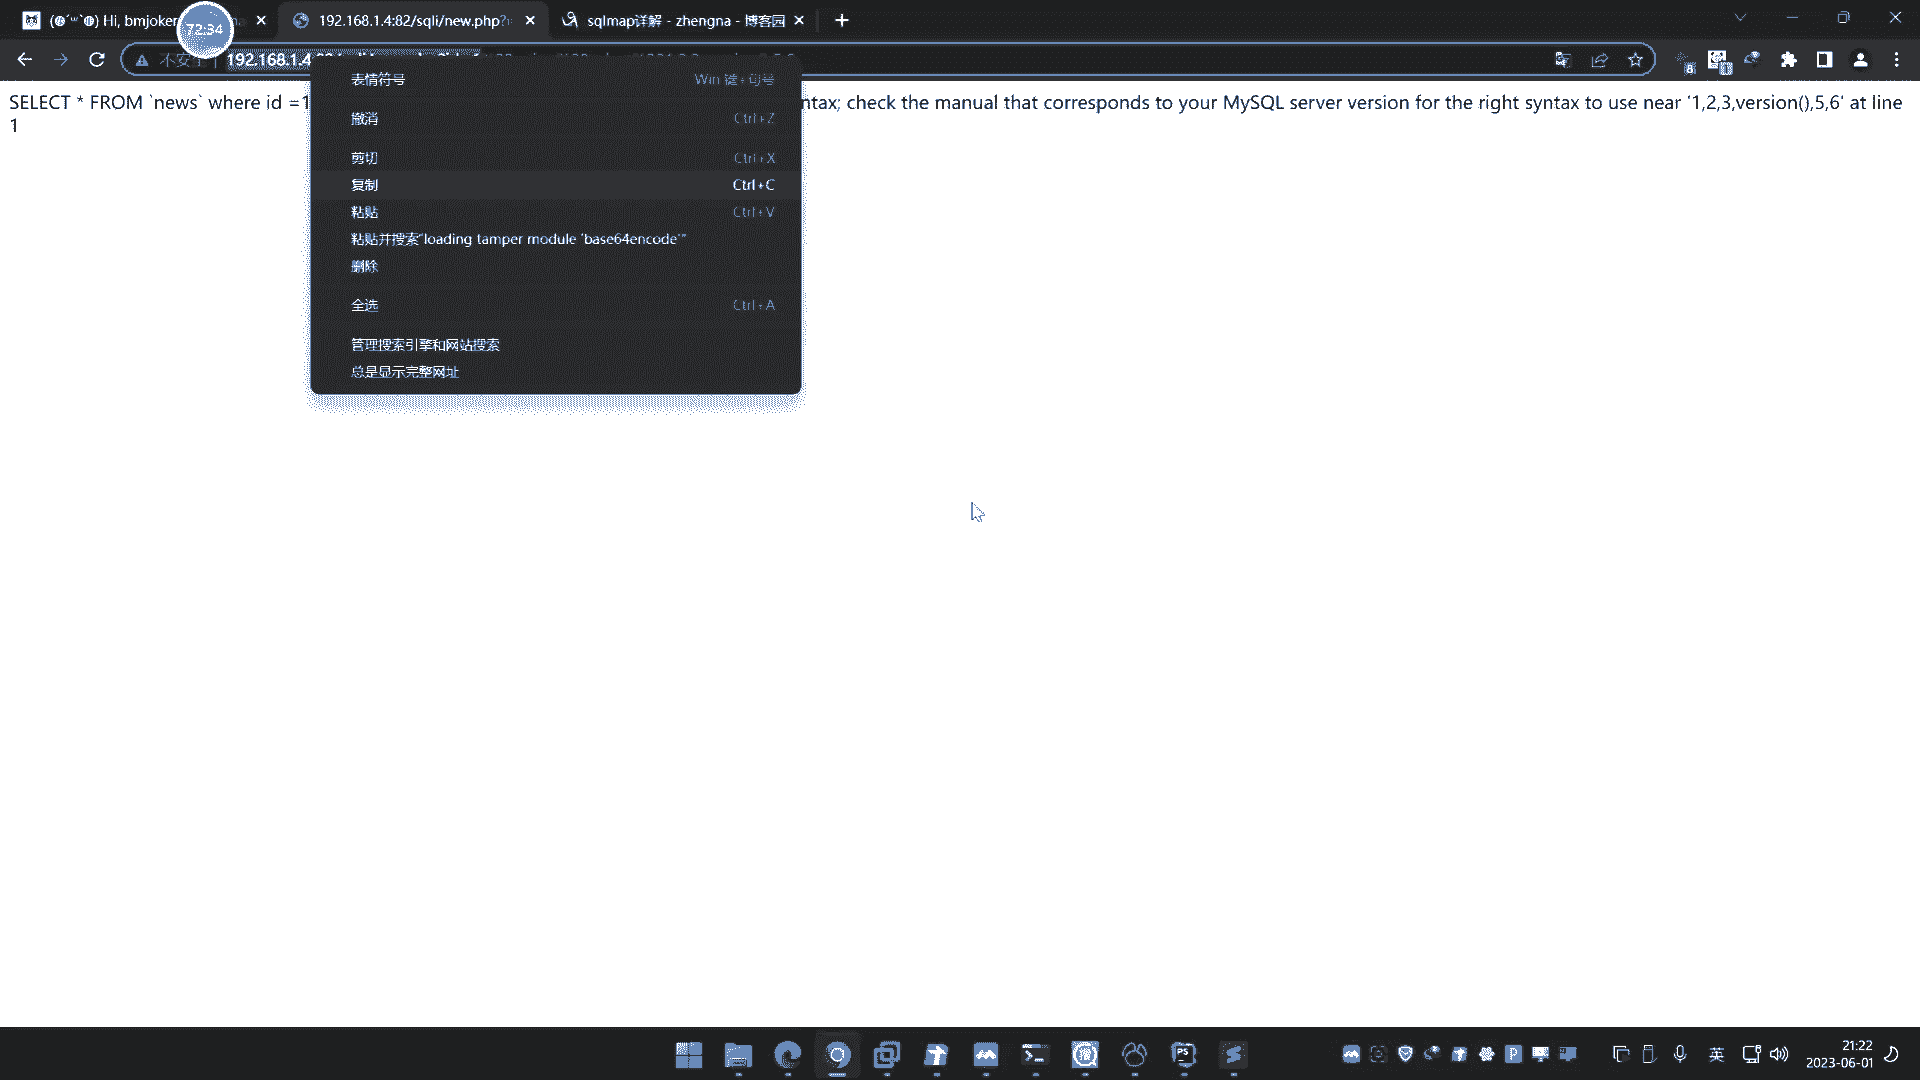 (◍´꒳`◍) Hi, bmjoker
192.168.1.4:82/sqli/new.php?
sqlmap详解 - zhengna - 博客园
72:34
不安全
192.168.1.4
SELECT * FROM `news` where id =1
ntax; check the manual that corresponds to your MySQL server version for the right syntax to use near '1,2,3,version(),5,6' at line
1
表情符号 Win 键+句号
撤消 Ctrl+Z
剪切 Ctrl+X
复制 Ctrl+C
粘贴 Ctrl+V
粘贴并搜索"loading tamper module 'base64encode'"
删除
全选 Ctrl+A
管理搜索引擎和网站搜索
总是显示完整网址
8
1
PS
P
英
21:22
2023-06-01